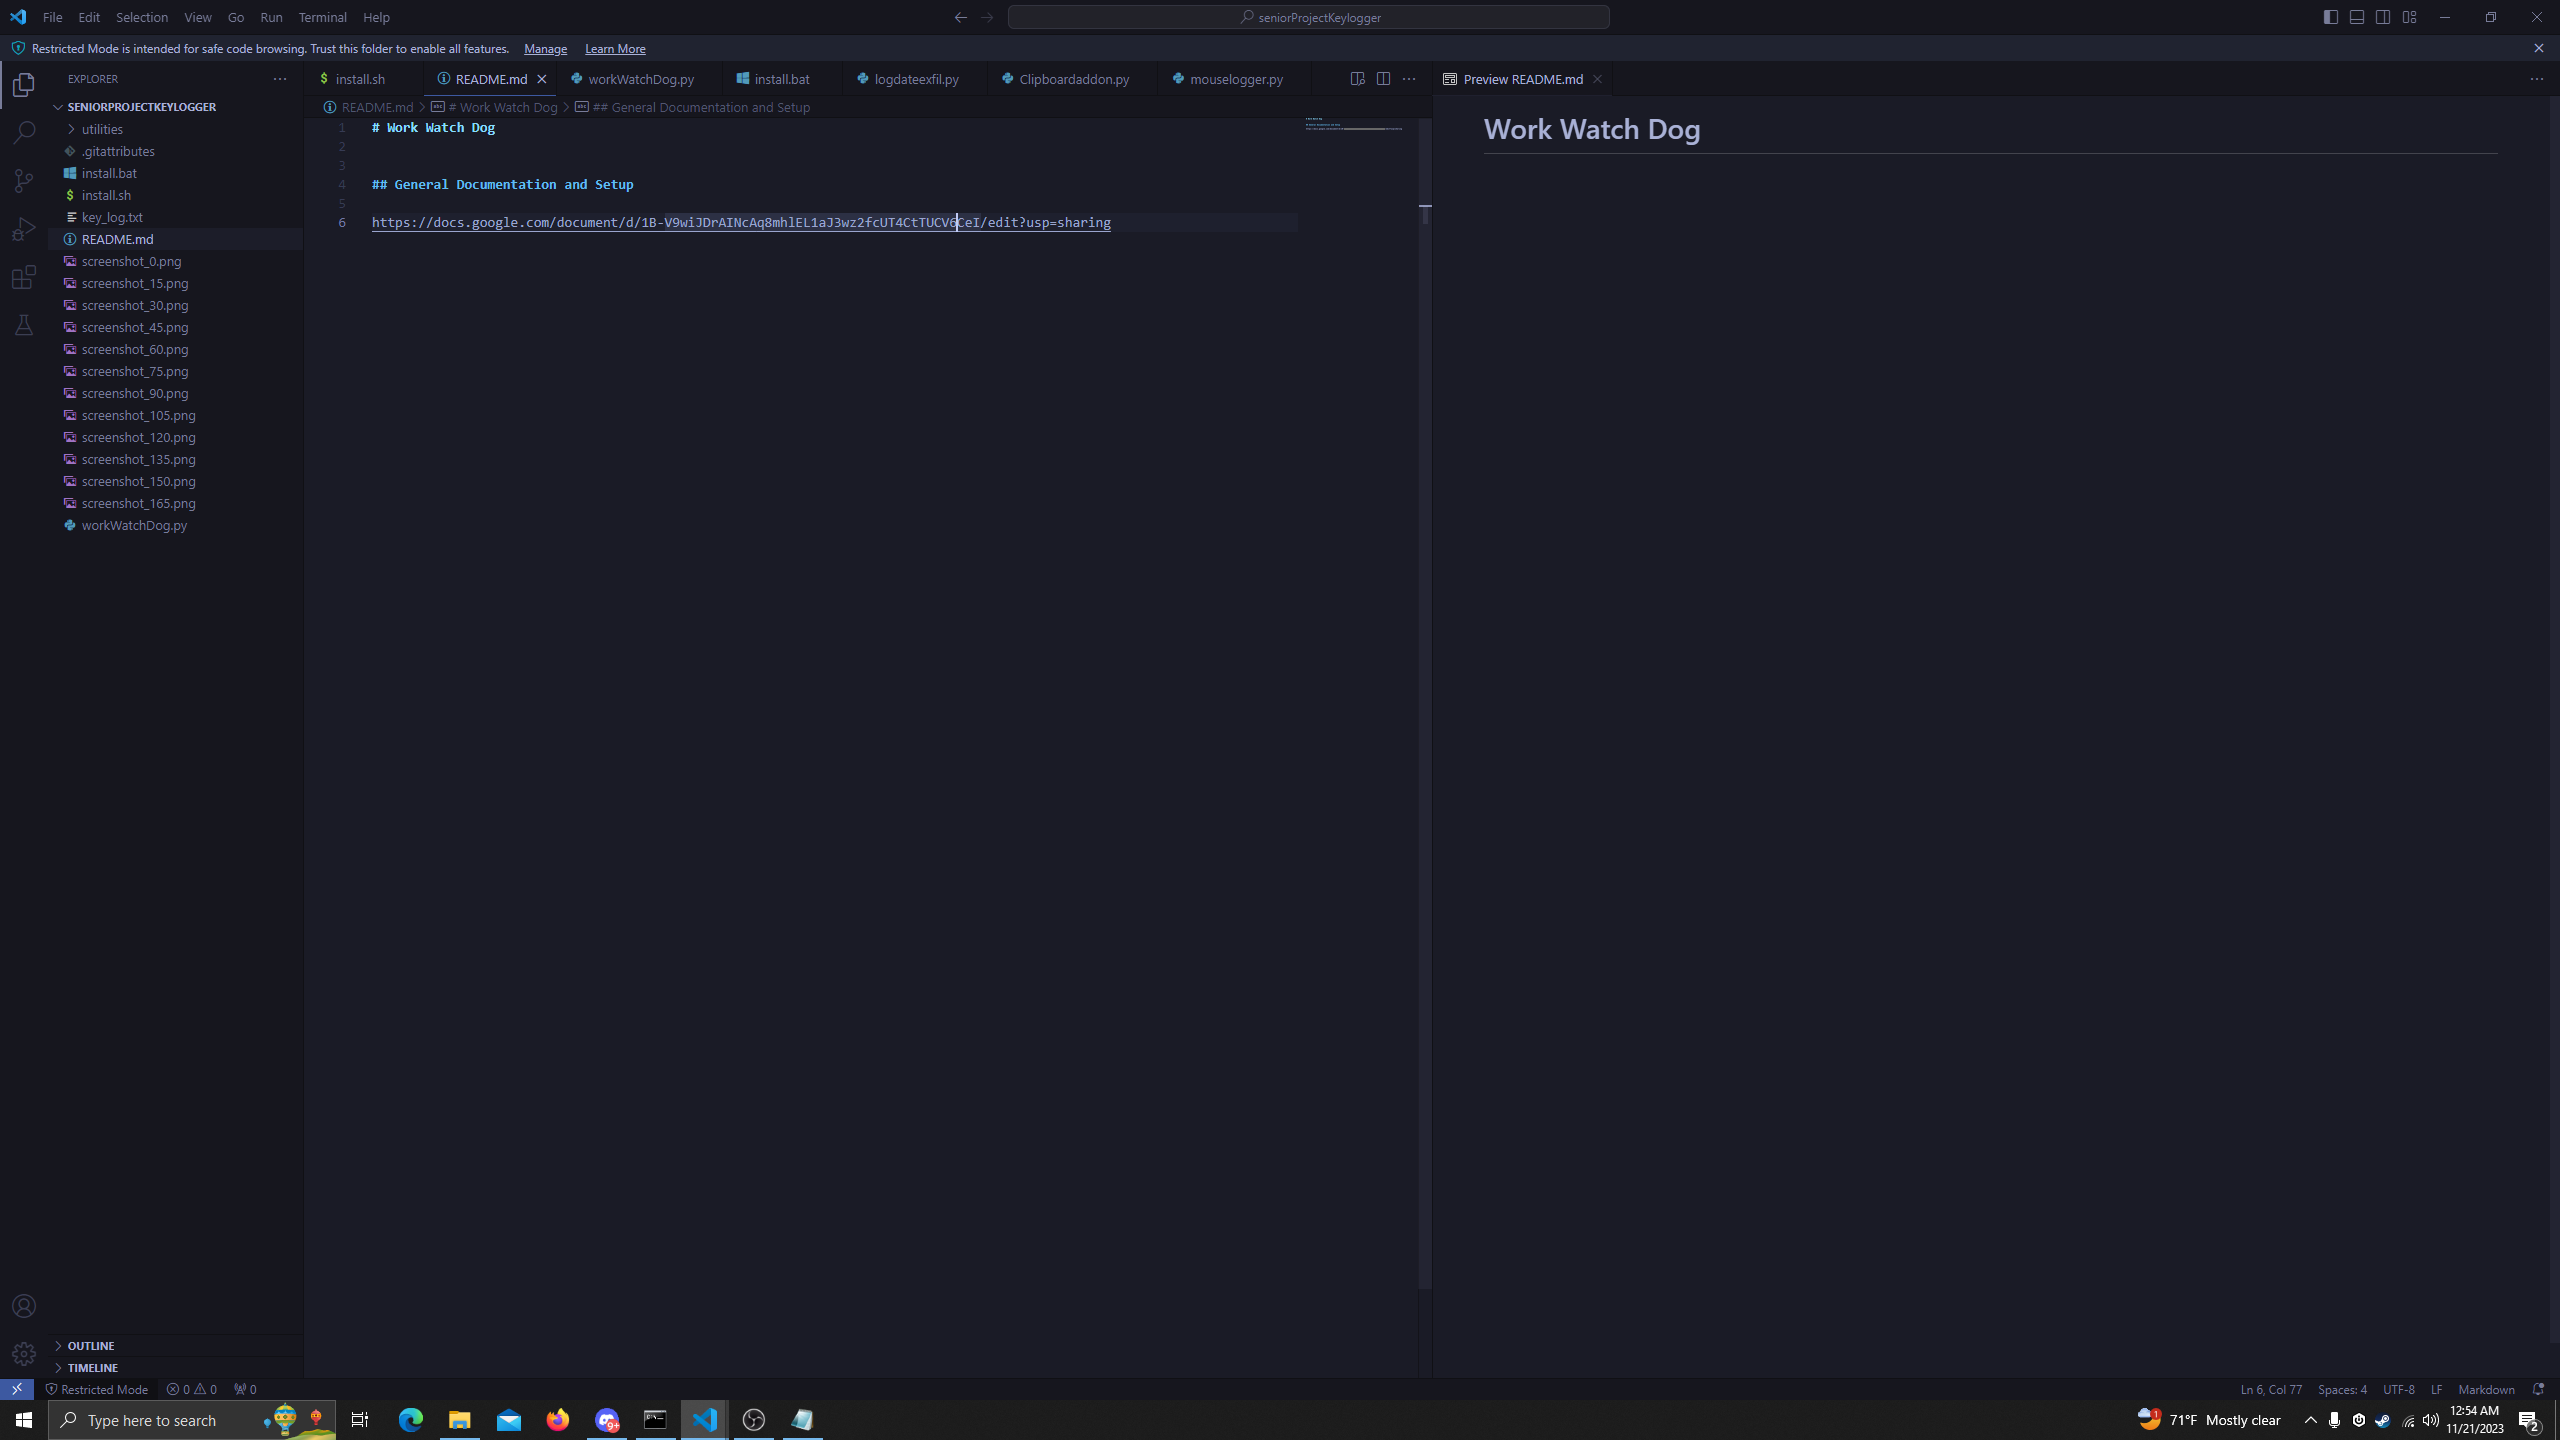 File Edit Selection View Go Run Terminal Help
seniorProjectKeylogger
Restricted Mode is intended for safe code browsing. Trust this folder to enable all features. Manage Learn More
EXPLORER
SENIORPROJECTKEYLOGGER
utilities
.gitattributes
install.bat
install.sh
key_log.txt
README.md
screenshot_0.png
screenshot_15.png
screenshot_30.png
screenshot_45.png
screenshot_60.png
screenshot_75.png
screenshot_90.png
screenshot_105.png
screenshot_120.png
screenshot_135.png
screenshot_150.png
screenshot_165.png
workWatchDog.py
OUTLINE
TIMELINE
install.sh README.md workWatchDog.py install.bat logdateexfil.py Clipboardaddon.py mouselogger.py
README.md > # Work Watch Dog > ## General Documentation and Setup
1 # Work Watch Dog
2
3
4 ## General Documentation and Setup
5
6 https://docs.google.com/document/d/1B-V9wiJDrAINcAq8mhlEL1aJ3wz2fcUT4CtTUCV6CeI/edit?usp=sharing
Preview README.md
Work Watch Dog
Restricted Mode 0 0 0
Ln 6, Col 77 Spaces: 4 UTF-8 LF Markdown
Type here to search
9+
1
71°F Mostly clear
12:54 AM
11/21/2023
2